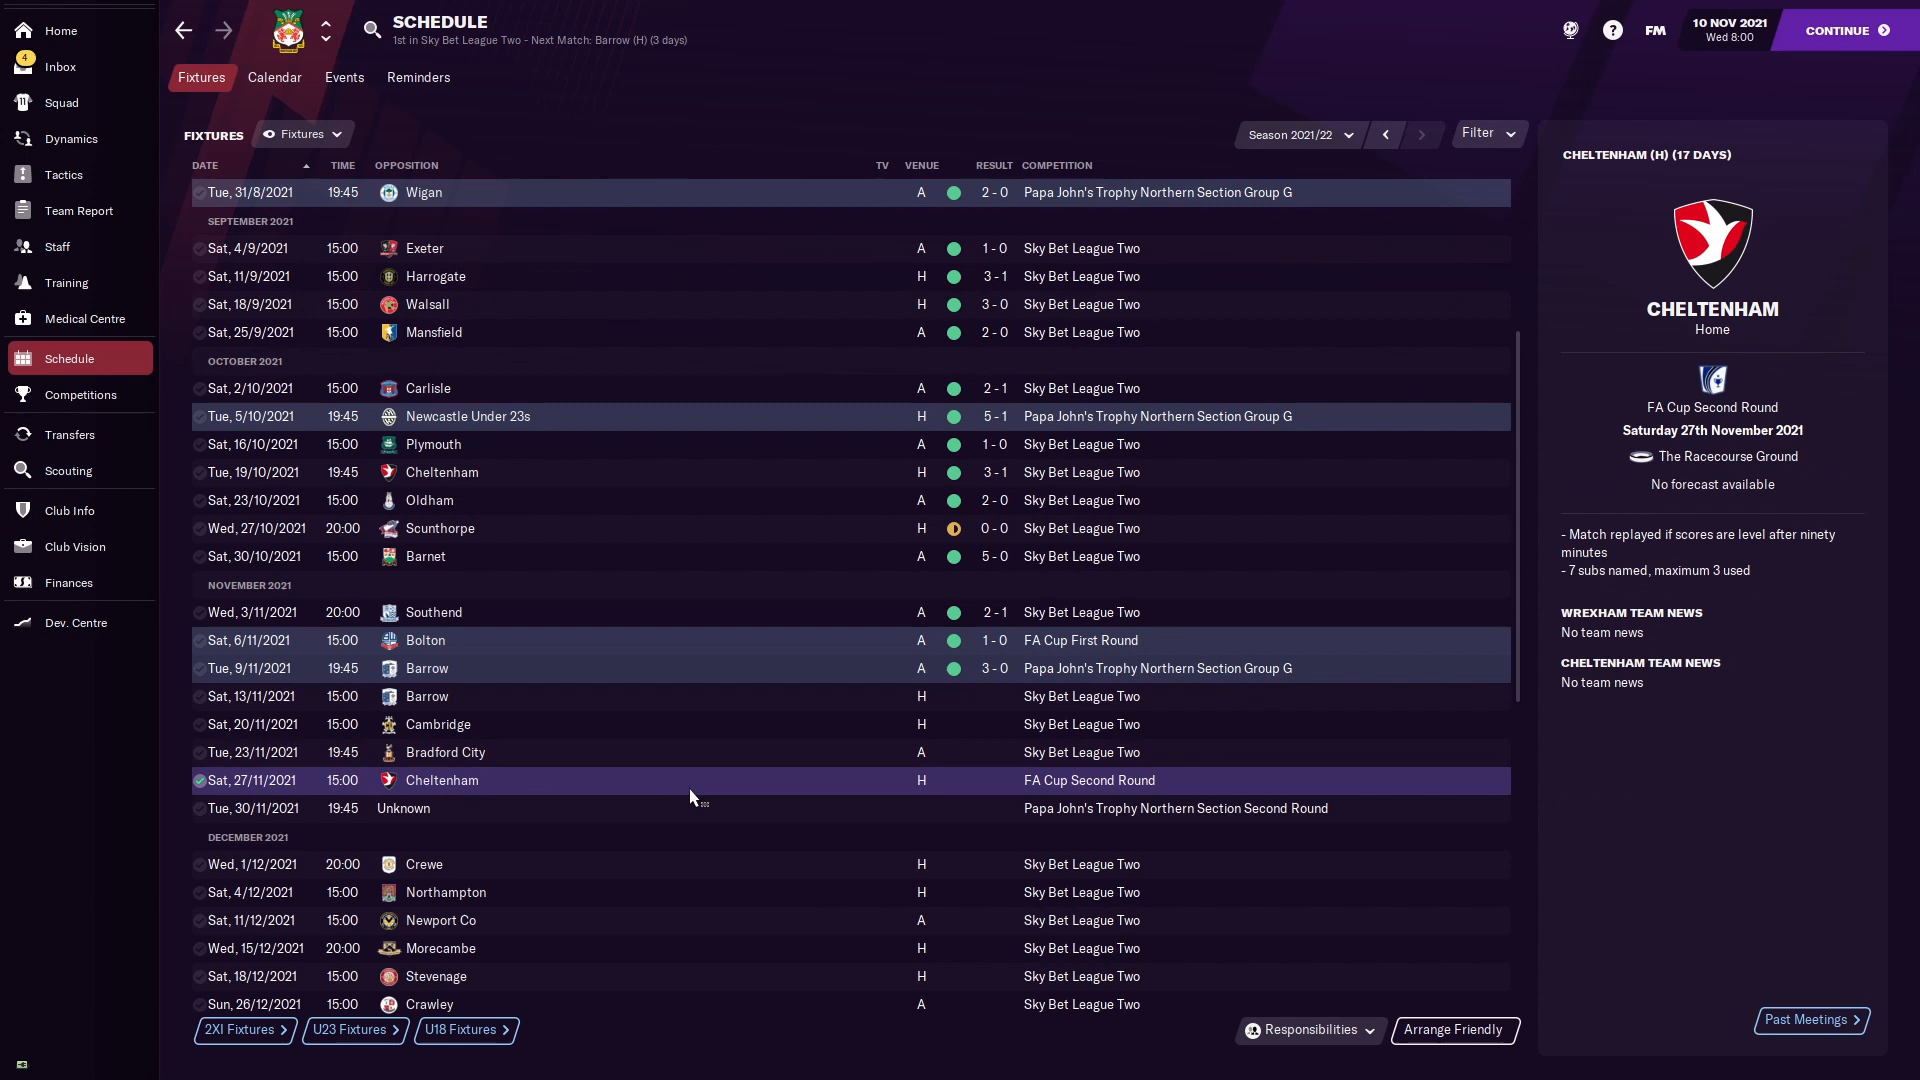 Home
4
Inbox
Squad
Dynamics
Tactics
Team Report
Staff
Training
Medical Centre
Schedule
Competitions
Transfers
Scouting
Club Info
Club Vision
Finances
Dev. Centre
SCHEDULE
1st in Sky Bet League Two - Next Match: Barrow (H) (3 days)
FM
10 NOV 2021
Wed 8:00
CONTINUE
Fixtures Calendar Events Reminders
FIXTURES Fixtures Season 2021/22 Filter
DATE TIME OPPOSITION TV VENUE RESULT COMPETITION
Tue, 31/8/2021 19:45 Wigan A 2 - 0 Papa John's Trophy Northern Section Group G
SEPTEMBER 2021
Sat, 4/9/2021 15:00 Exeter A 1 - 0 Sky Bet League Two
Sat, 11/9/2021 15:00 Harrogate H 3 - 1 Sky Bet League Two
Sat, 18/9/2021 15:00 Walsall H 3 - 0 Sky Bet League Two
Sat, 25/9/2021 15:00 Mansfield A 2 - 0 Sky Bet League Two
OCTOBER 2021
Sat, 2/10/2021 15:00 Carlisle A 2 - 1 Sky Bet League Two
Tue, 5/10/2021 19:45 Newcastle Under 23s H 5 - 1 Papa John's Trophy Northern Section Group G
Sat, 16/10/2021 15:00 Plymouth A 1 - 0 Sky Bet League Two
Tue, 19/10/2021 19:45 Cheltenham H 3 - 1 Sky Bet League Two
Sat, 23/10/2021 15:00 Oldham A 2 - 0 Sky Bet League Two
Wed, 27/10/2021 20:00 Scunthorpe H 0 - 0 Sky Bet League Two
Sat, 30/10/2021 15:00 Barnet A 5 - 0 Sky Bet League Two
NOVEMBER 2021
Wed, 3/11/2021 20:00 Southend A 2 - 1 Sky Bet League Two
Sat, 6/11/2021 15:00 Bolton A 1 - 0 FA Cup First Round
Tue, 9/11/2021 19:45 Barrow A 3 - 0 Papa John's Trophy Northern Section Group G
Sat, 13/11/2021 15:00 Barrow H Sky Bet League Two
Sat, 20/11/2021 15:00 Cambridge H Sky Bet League Two
Tue, 23/11/2021 19:45 Bradford City A Sky Bet League Two
Sat, 27/11/2021 15:00 Cheltenham H FA Cup Second Round
Tue, 30/11/2021 19:45 Unknown Papa John's Trophy Northern Section Second Round
DECEMBER 2021
Wed, 1/12/2021 20:00 Crewe H Sky Bet League Two
Sat, 4/12/2021 15:00 Northampton H Sky Bet League Two
Sat, 11/12/2021 15:00 Newport Co A Sky Bet League Two
Wed, 15/12/2021 20:00 Morecambe H Sky Bet League Two
Sat, 18/12/2021 15:00 Stevenage H Sky Bet League Two
Sun, 26/12/2021 15:00 Crawley A Sky Bet League Two
2XI Fixtures U23 Fixtures U18 Fixtures Responsibilities Arrange Friendly
CHELTENHAM (H) (17 DAYS)
CHELTENHAM
Home
FA Cup Second Round
Saturday 27th November 2021
The Racecourse Ground
No forecast available
- Match replayed if scores are level after ninety
minutes
- 7 subs named, maximum 3 used
WREXHAM TEAM NEWS
No team news
CHELTENHAM TEAM NEWS
No team news
Past Meetings